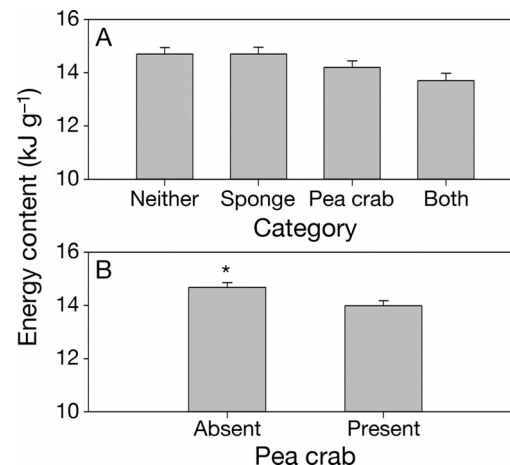 Energy content (kJ g⁻¹)
A
16
14
12
10
Neither Sponge Pea crab Both
Category
B
16
*
14
12
10
Absent Present
Pea crab